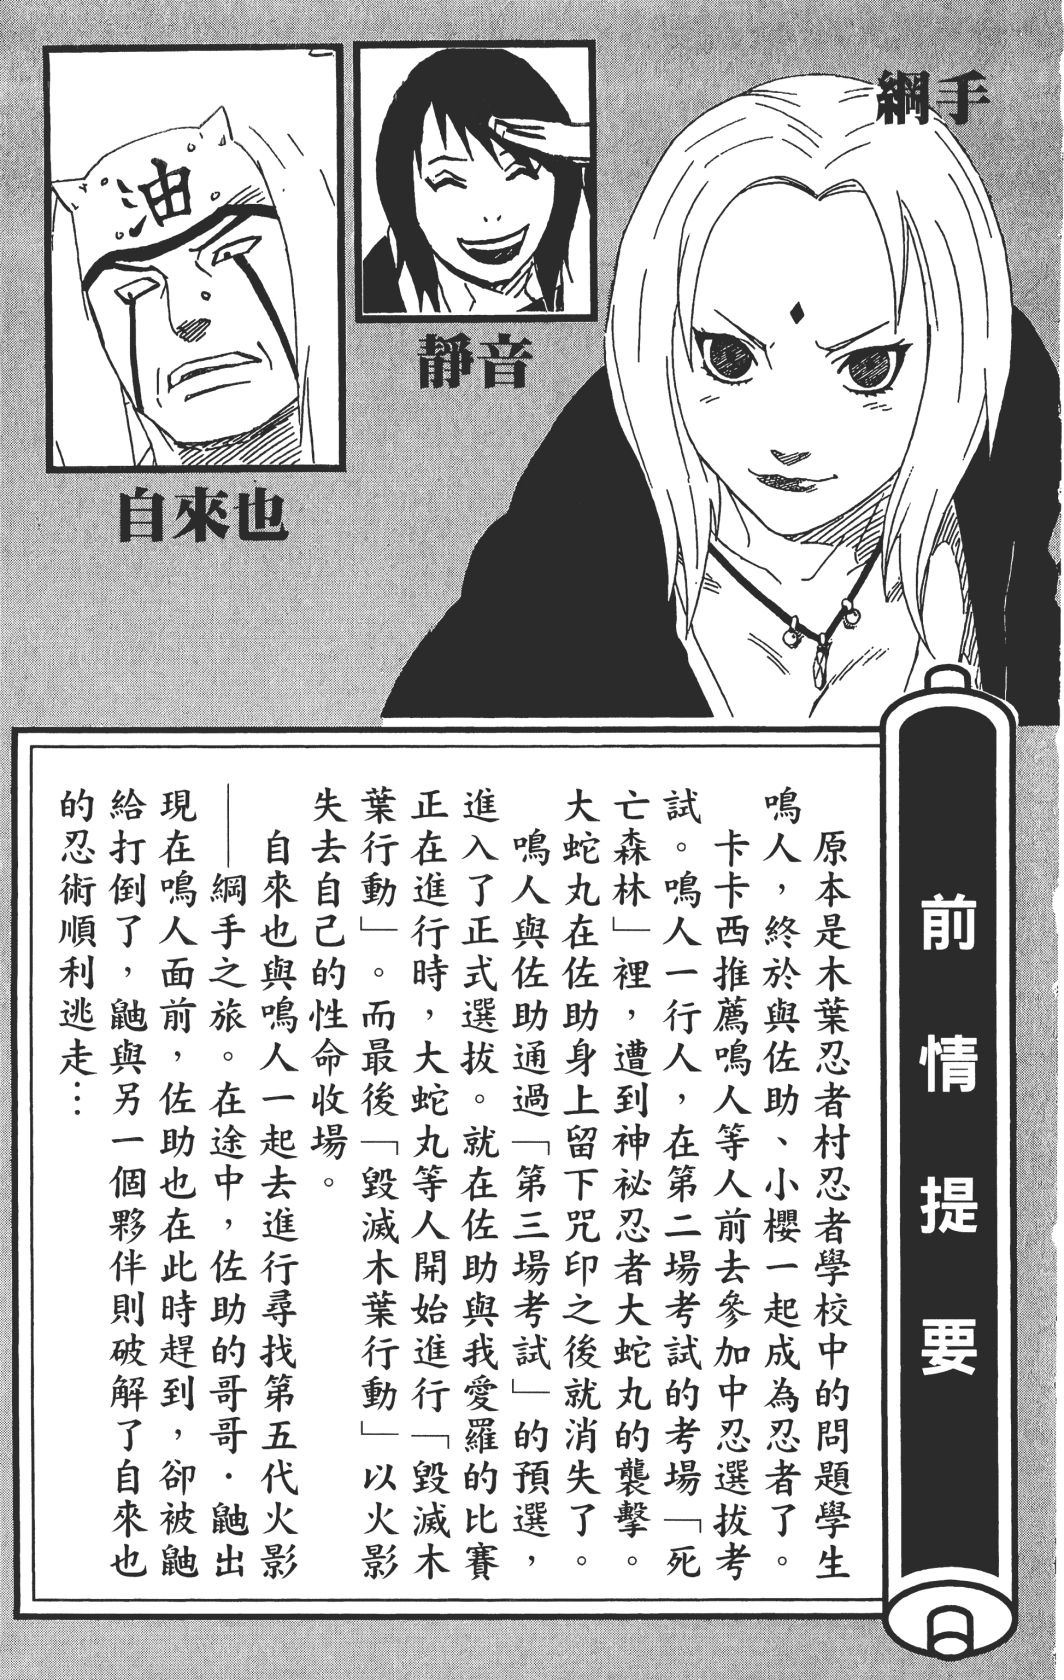 綱手
靜音
自來也
油
前情提要
原本是木葉忍者村忍者學校中的問題學生
鳴人，終於與佐助、小櫻一起成為忍者了。
卡卡西推薦鳴人等人前去參加中忍選拔考
試。鳴人一行人，在第二場考試的考場「死
亡森林」裡，遭到神祕忍者大蛇丸的襲擊。
大蛇丸在佐助身上留下咒印之後就消失了。
鳴人與佐助通過「第三場考試」的預選，
進入了正式選拔。就在佐助與我愛羅的比賽
正在進行時，大蛇丸等人開始進行「毀滅木
葉行動」。而最後「毀滅木葉行動」以火影
失去自己的性命收場。
自來也與鳴人一起去進行尋找第五代火影
——綱手之旅。在途中，佐助的哥哥．鼬出
現在鳴人面前，佐助也在此時趕到，卻被鼬
給打倒了，鼬與另一個夥伴則破解了自來也
的忍術順利逃走…